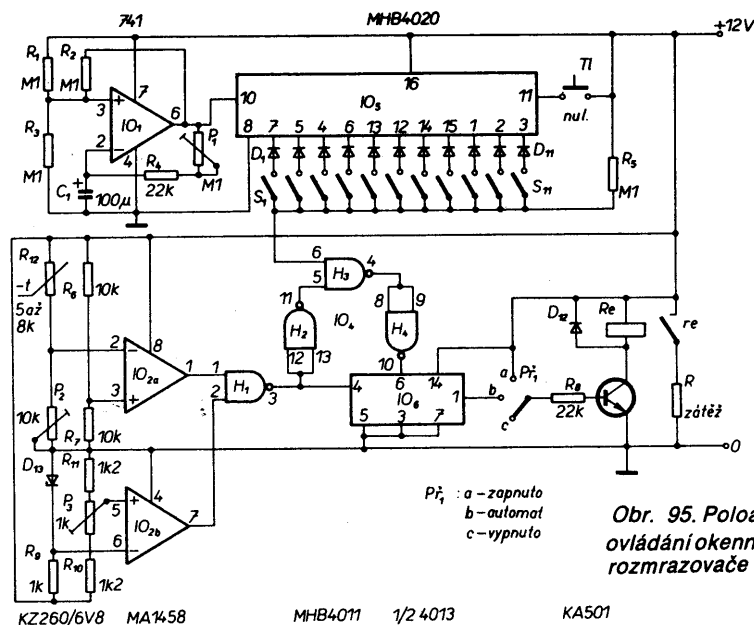 741
MHB4020
+12V
R1
M1
R2
M1
7
3
+
IO1
6
2
−
4
R3
M1
P1
M1
R4
22k
C1
+
100µ
16
10
IO5
11
Tl
nul.
8
7
5
4
6
13
12
14
15
1
2
3
D1
D11
S1
S11
R5
M1
R12
−t
5až
8k
R6
10k
6
5
H3
4
11
H2
12
13
IO4
8
9
H4
10
2
−
8
IO2a
1
3
+
P2
10k
R7
10k
1
2
H1
3
4
6
14
IO6
1
5
3
7
a
Př1
b
c
D12
Re
re
R8
22k
R
zátěž
0
D13
R11
1k2
P3
1k
5
+
4
IO2b
7
6
−
R9
1k
R10
1k2
Př1 : a – zapnuto
b – automat
c – vypnuto
Obr. 95.
ovládání
rozmrazovače
KZ260/6V8
MA1458
MHB4011
1/2 4013
KA501